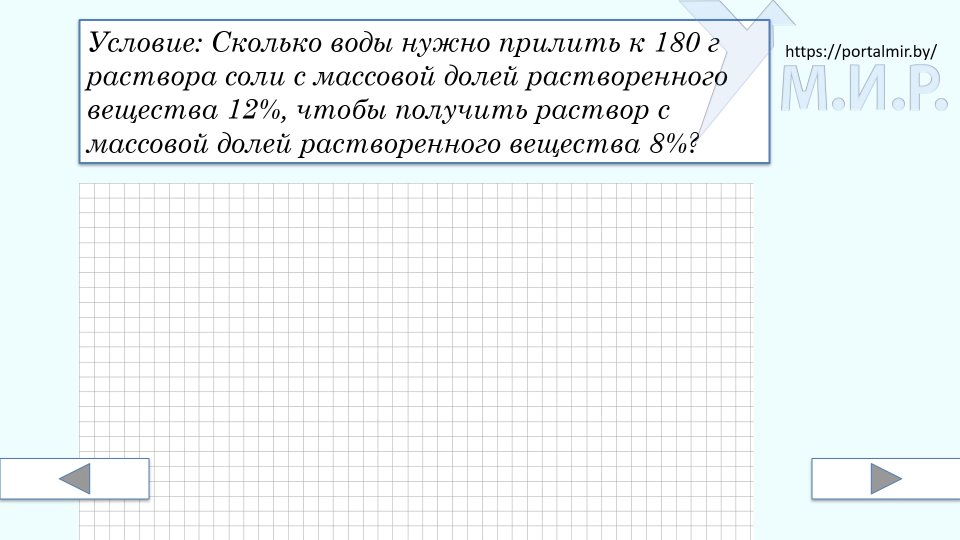 Условие: Сколько воды нужно прилить к 180 г
раствора соли с массовой долей растворенного
вещества 12%, чтобы получить раствор с
массовой долей растворенного вещества 8%?
https://portalmir.by/
М.И.Р.